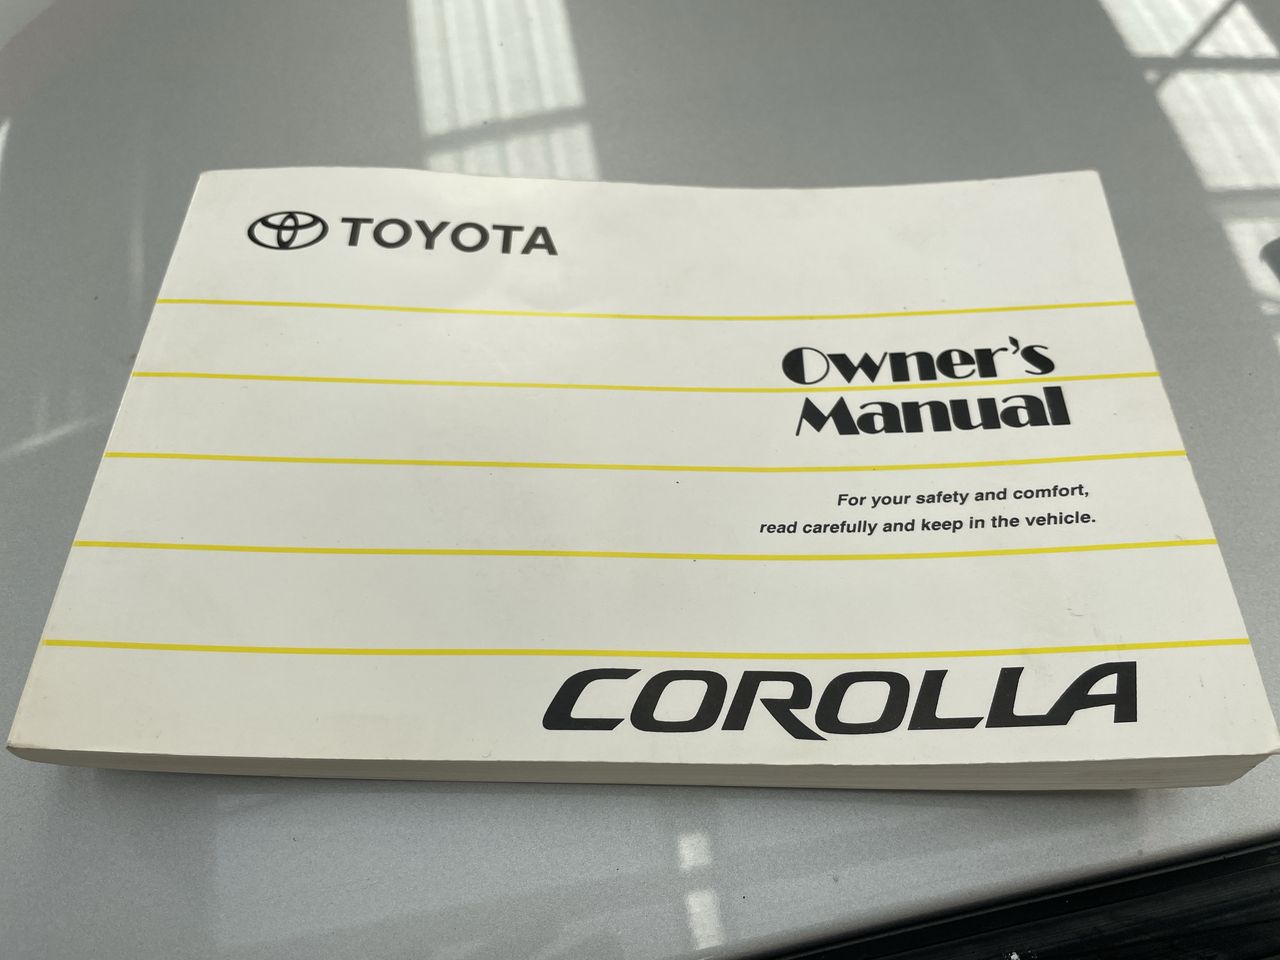 TOYOTA
Owner's
Manual
For your safety and comfort,
read carefully and keep in the vehicle.
COROLLA